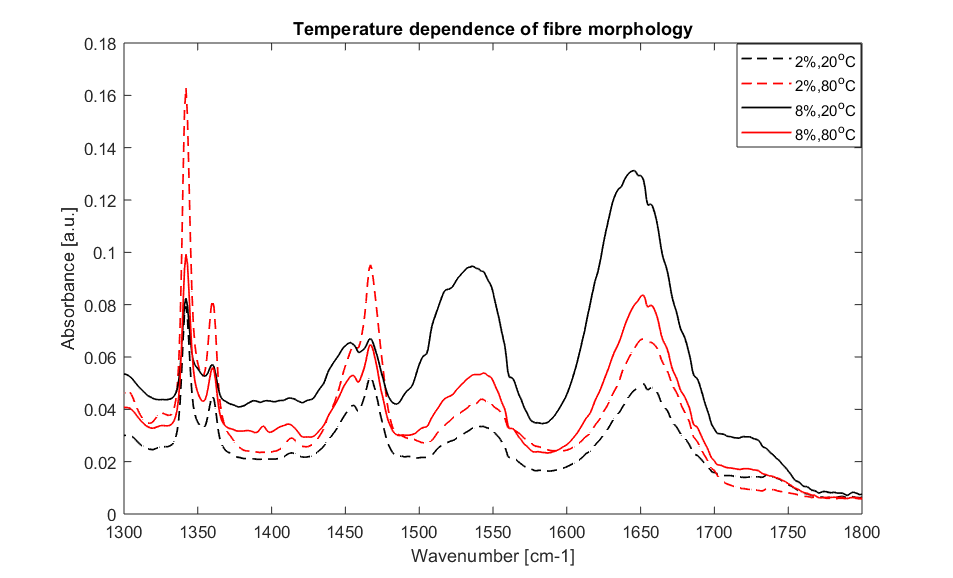 Temperature dependence of fibre morphology
0.18
0.16
0.14
0.12
0.1
0.08
0.06
0.04
0.02
0
Absorbance [a.u.]
2%,20°C
2%,80°C
8%,20°C
8%,80°C
1300 1350 1400 1450 1500 1550 1600 1650 1700 1750 1800
Wavenumber [cm-1]